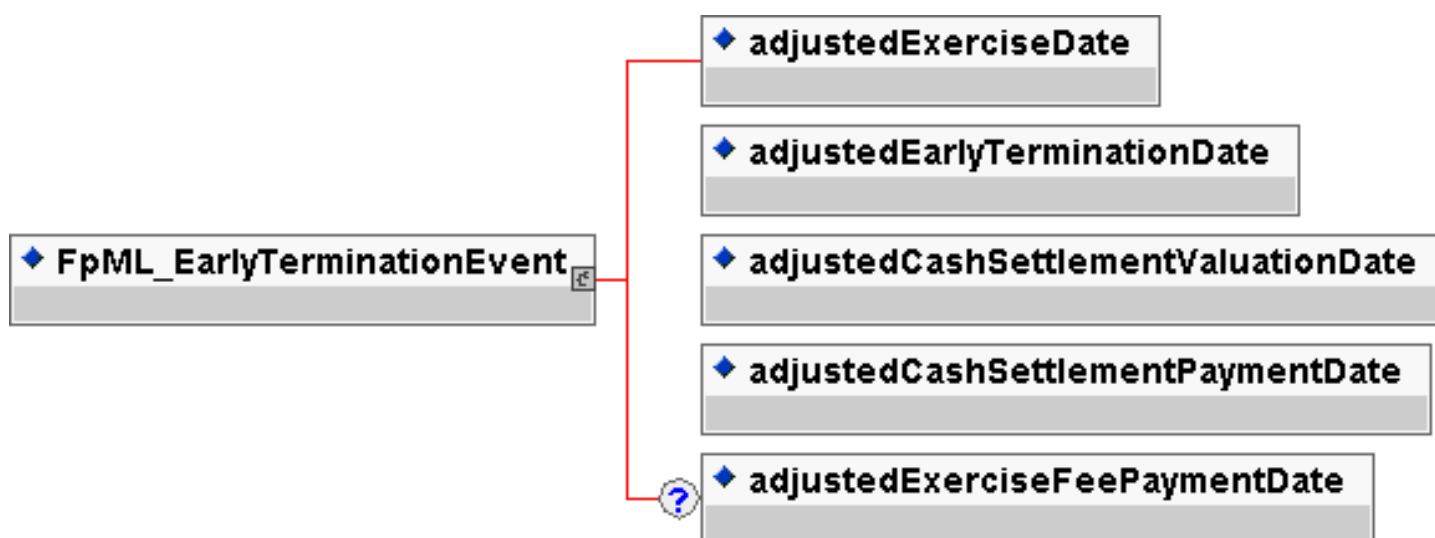 adjustedExerciseDate
adjustedEarlyTerminationDate
FpML_EarlyTerminationEvent
adjustedCashSettlementValuationDate
adjustedCashSettlementPaymentDate
?
adjustedExerciseFeePaymentDate